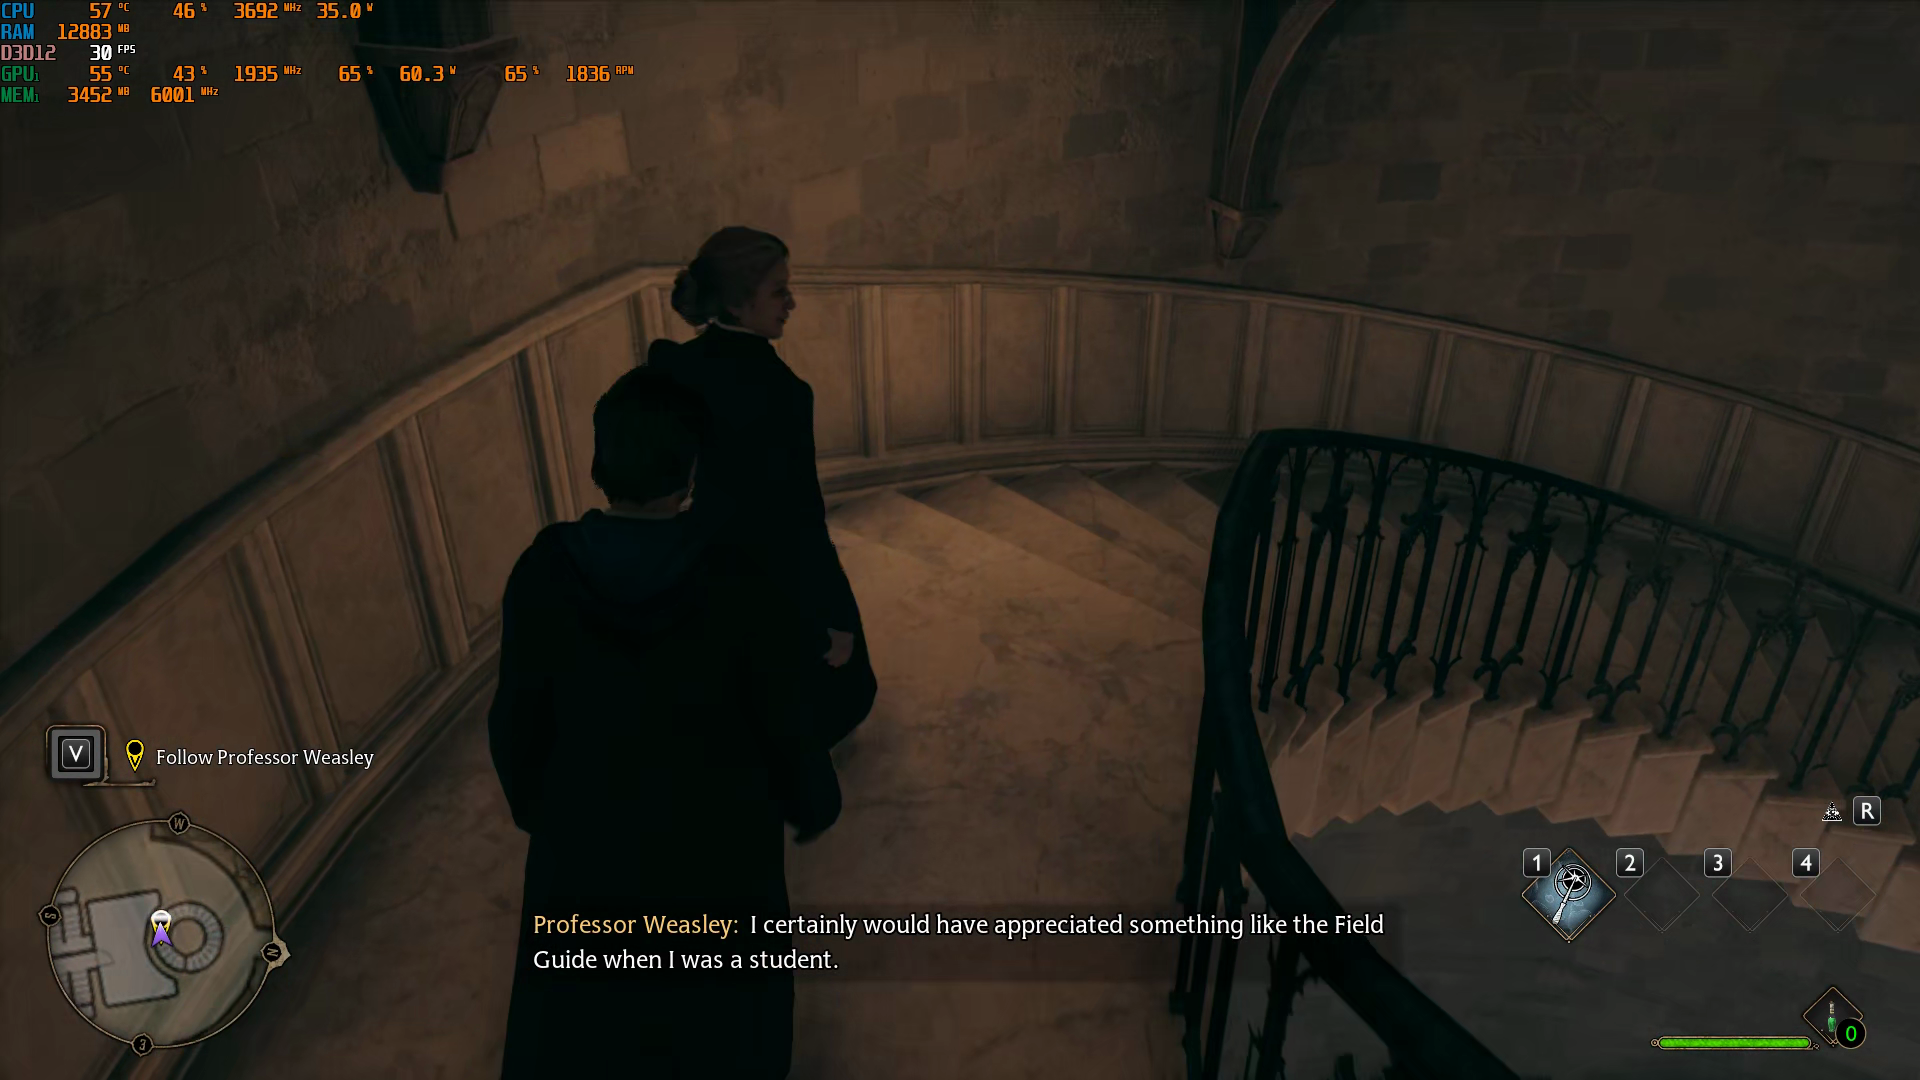 CPU 57 °C 46 % 3692 MHz 35.0 W
RAM 12883 MB
D3D12 30 FPS
GPU1 55 °C 43 % 1935 MHz 65 % 60.3 W 65 % 1836 RPM
MEM1 3452 MB 6001 MHz
V Follow Professor Weasley
W
S
N
3
R
1 2 3 4
Professor Weasley: I certainly would have appreciated something like the Field
Guide when I was a student.
0